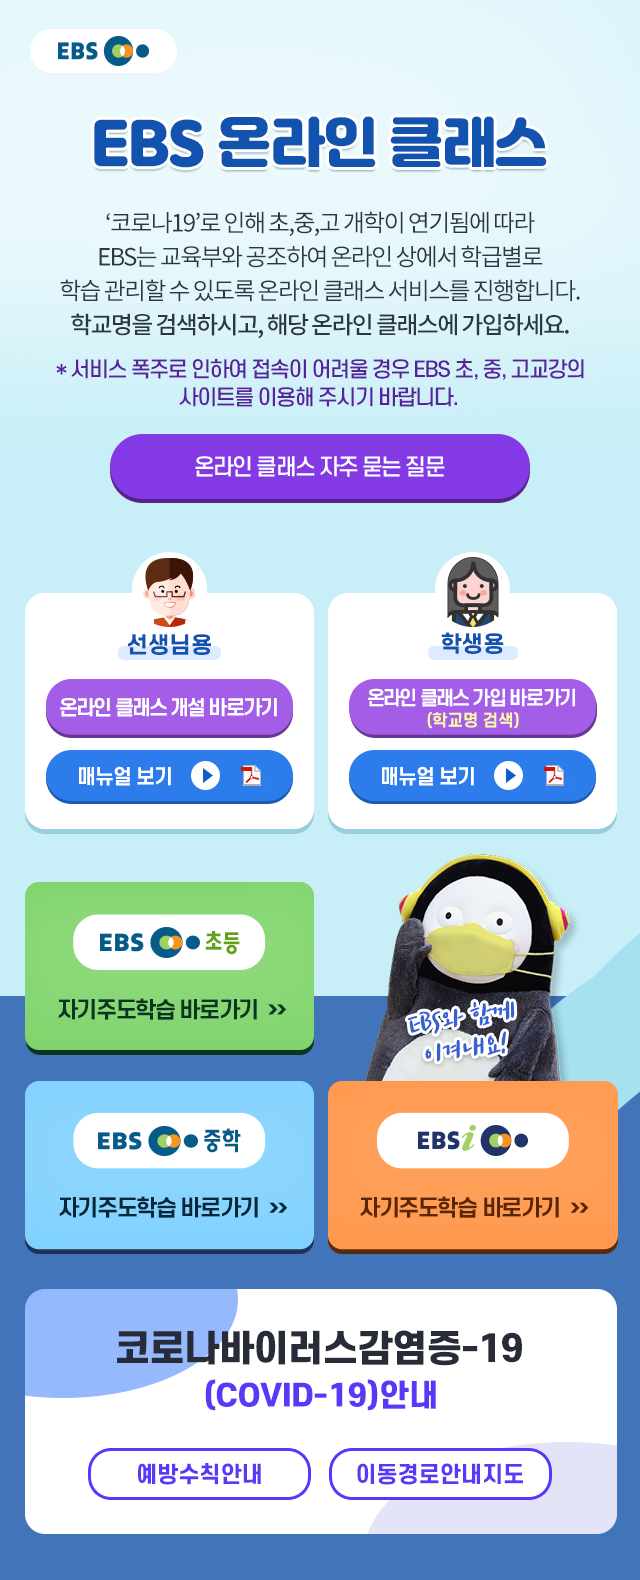 EBS
EBS 온라인 클래스
‘코로나19’로 인해 초,중,고 개학이 연기됨에 따라
EBS는 교육부와 공조하여 온라인 상에서 학급별로
학습 관리할 수 있도록 온라인 클래스 서비스를 진행합니다.
학교명을 검색하시고, 해당 온라인 클래스에 가입하세요.
* 서비스 폭주로 인하여 접속이 어려울 경우 EBS 초, 중, 고교강의
사이트를 이용해 주시기 바랍니다.
온라인 클래스 자주 묻는 질문
선생님용
온라인 클래스 개설 바로가기
매뉴얼 보기
학생용
온라인 클래스 가입 바로가기
(학교명 검색)
매뉴얼 보기
EBS 초등
자기주도학습 바로가기 >>
EBS와 함께
이겨내요!
EBS 중학
자기주도학습 바로가기 >>
EBSi
자기주도학습 바로가기 >>
코로나바이러스감염증-19
(COVID-19)안내
예방수칙안내
이동경로안내지도